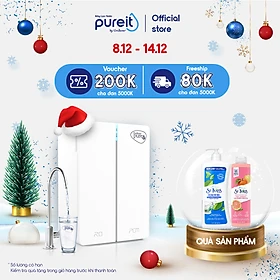 pureit
by Unilever
Official
store
8.12 - 14.12
Voucher
200K
cho đơn 5000K
Freeship
80K
cho đơn 5000K
St. Ives
St. Ives
QUÀ SẢN PHẨM
* Số lượng có hạn
Kiểm tra quà tặng trong giỏ hàng trước khi thanh toán